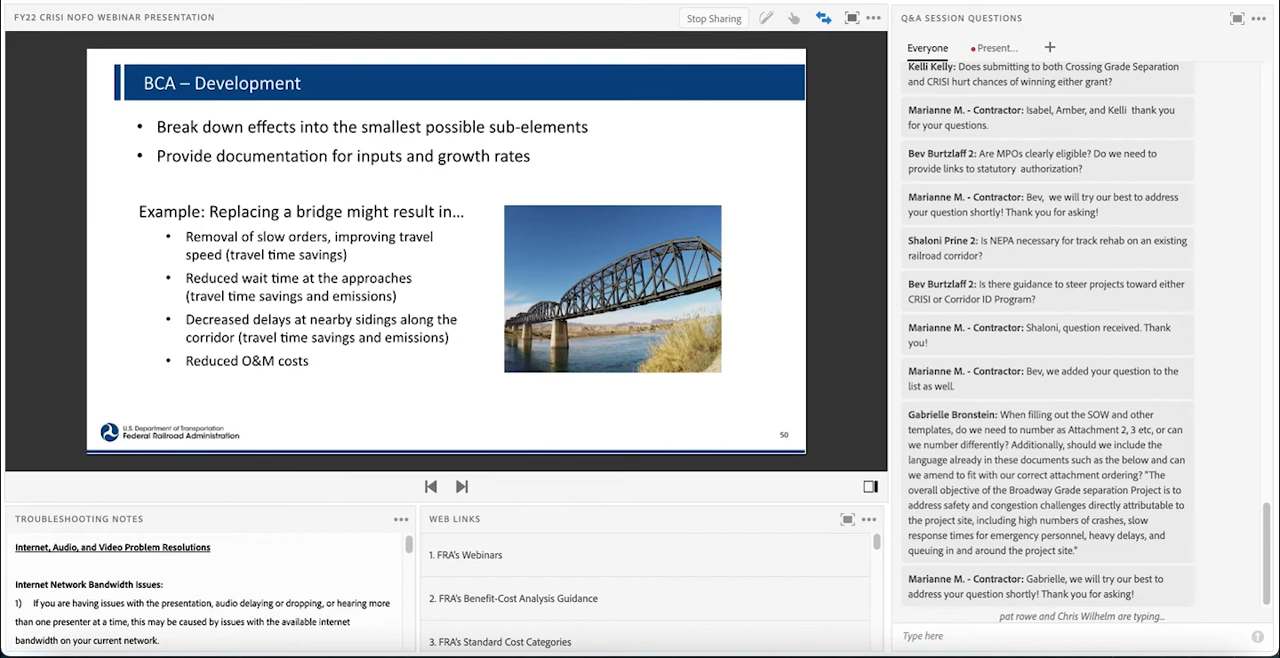 FY22 CRISI NOFO WEBINAR PRESENTATION
Stop Sharing
BCA – Development
• Break down effects into the smallest possible sub-elements
• Provide documentation for inputs and growth rates
Example: Replacing a bridge might result in...
• Removal of slow orders, improving travel
speed (travel time savings)
• Reduced wait time at the approaches
(travel time savings and emissions)
• Decreased delays at nearby sidings along the
corridor (travel time savings and emissions)
• Reduced O&M costs
U.S. Department of Transportation
Federal Railroad Administration
50
TROUBLESHOOTING NOTES
Internet, Audio, and Video Problem Resolutions
Internet Network Bandwidth Issues:
1) If you are having issues with the presentation, audio delaying or dropping, or hearing more
than one presenter at a time, this may be caused by issues with the available internet
bandwidth on your current network.
WEB LINKS
1. FRA's Webinars
2. FRA's Benefit-Cost Analysis Guidance
3. FRA's Standard Cost Categories
Q&A SESSION QUESTIONS
Everyone
Present...
Kelli Kelly: Does submitting to both Crossing Grade Separation
and CRISI hurt chances of winning either grant?
Marianne M. - Contractor: Isabel, Amber, and Kelli thank you
for your questions.
Bev Burtzlaff 2: Are MPOs clearly eligible? Do we need to
provide links to statutory authorization?
Marianne M. - Contractor: Bev, we will try our best to address
your question shortly! Thank you for asking!
Shaloni Prine 2: Is NEPA necessary for track rehab on an existing
railroad corridor?
Bev Burtzlaff 2: Is there guidance to steer projects toward either
CRISI or Corridor ID Program?
Marianne M. - Contractor: Shaloni, question received. Thank
you!
Marianne M. - Contractor: Bev, we added your question to the
list as well.
Gabrielle Bronstein: When filling out the SOW and other
templates, do we need to number as Attachment 2, 3 etc, or can
we number differently? Additionally, should we include the
language already in these documents such as the below and can
we amend to fit with our correct attachment ordering? "The
overall objective of the Broadway Grade separation Project is to
address safety and congestion challenges directly attributable to
the project site, including high numbers of crashes, slow
response times for emergency personnel, heavy delays, and
queuing in and around the project site."
Marianne M. - Contractor: Gabrielle, we will try our best to
address your question shortly! Thank you for asking!
pat rowe and Chris Wilhelm are typing...
Type here